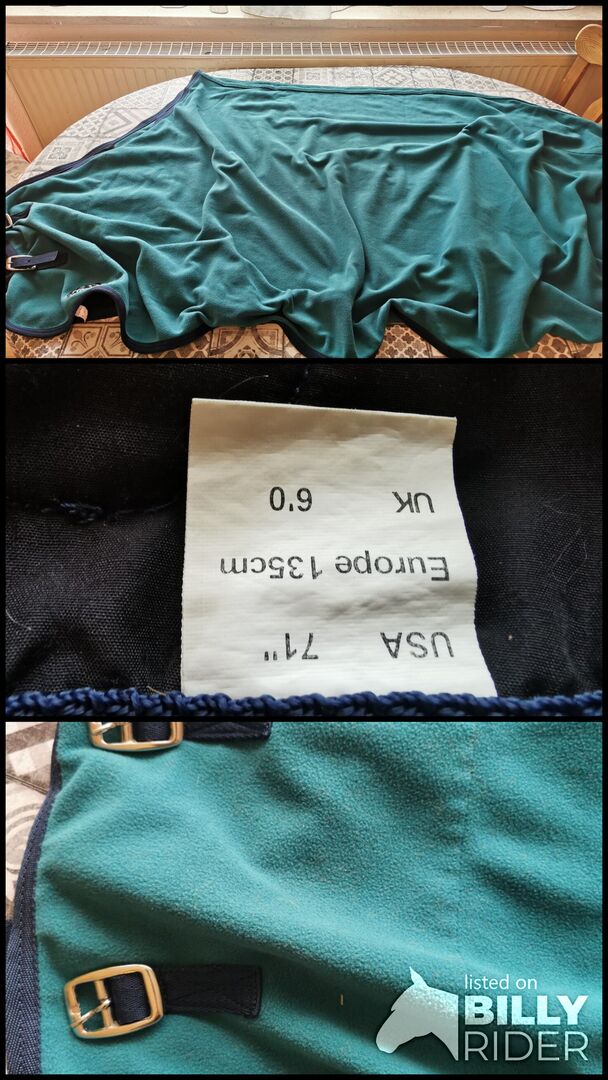 USA 71"
Europe 135cm
UK 6'0
listed on
BILLY
RIDER